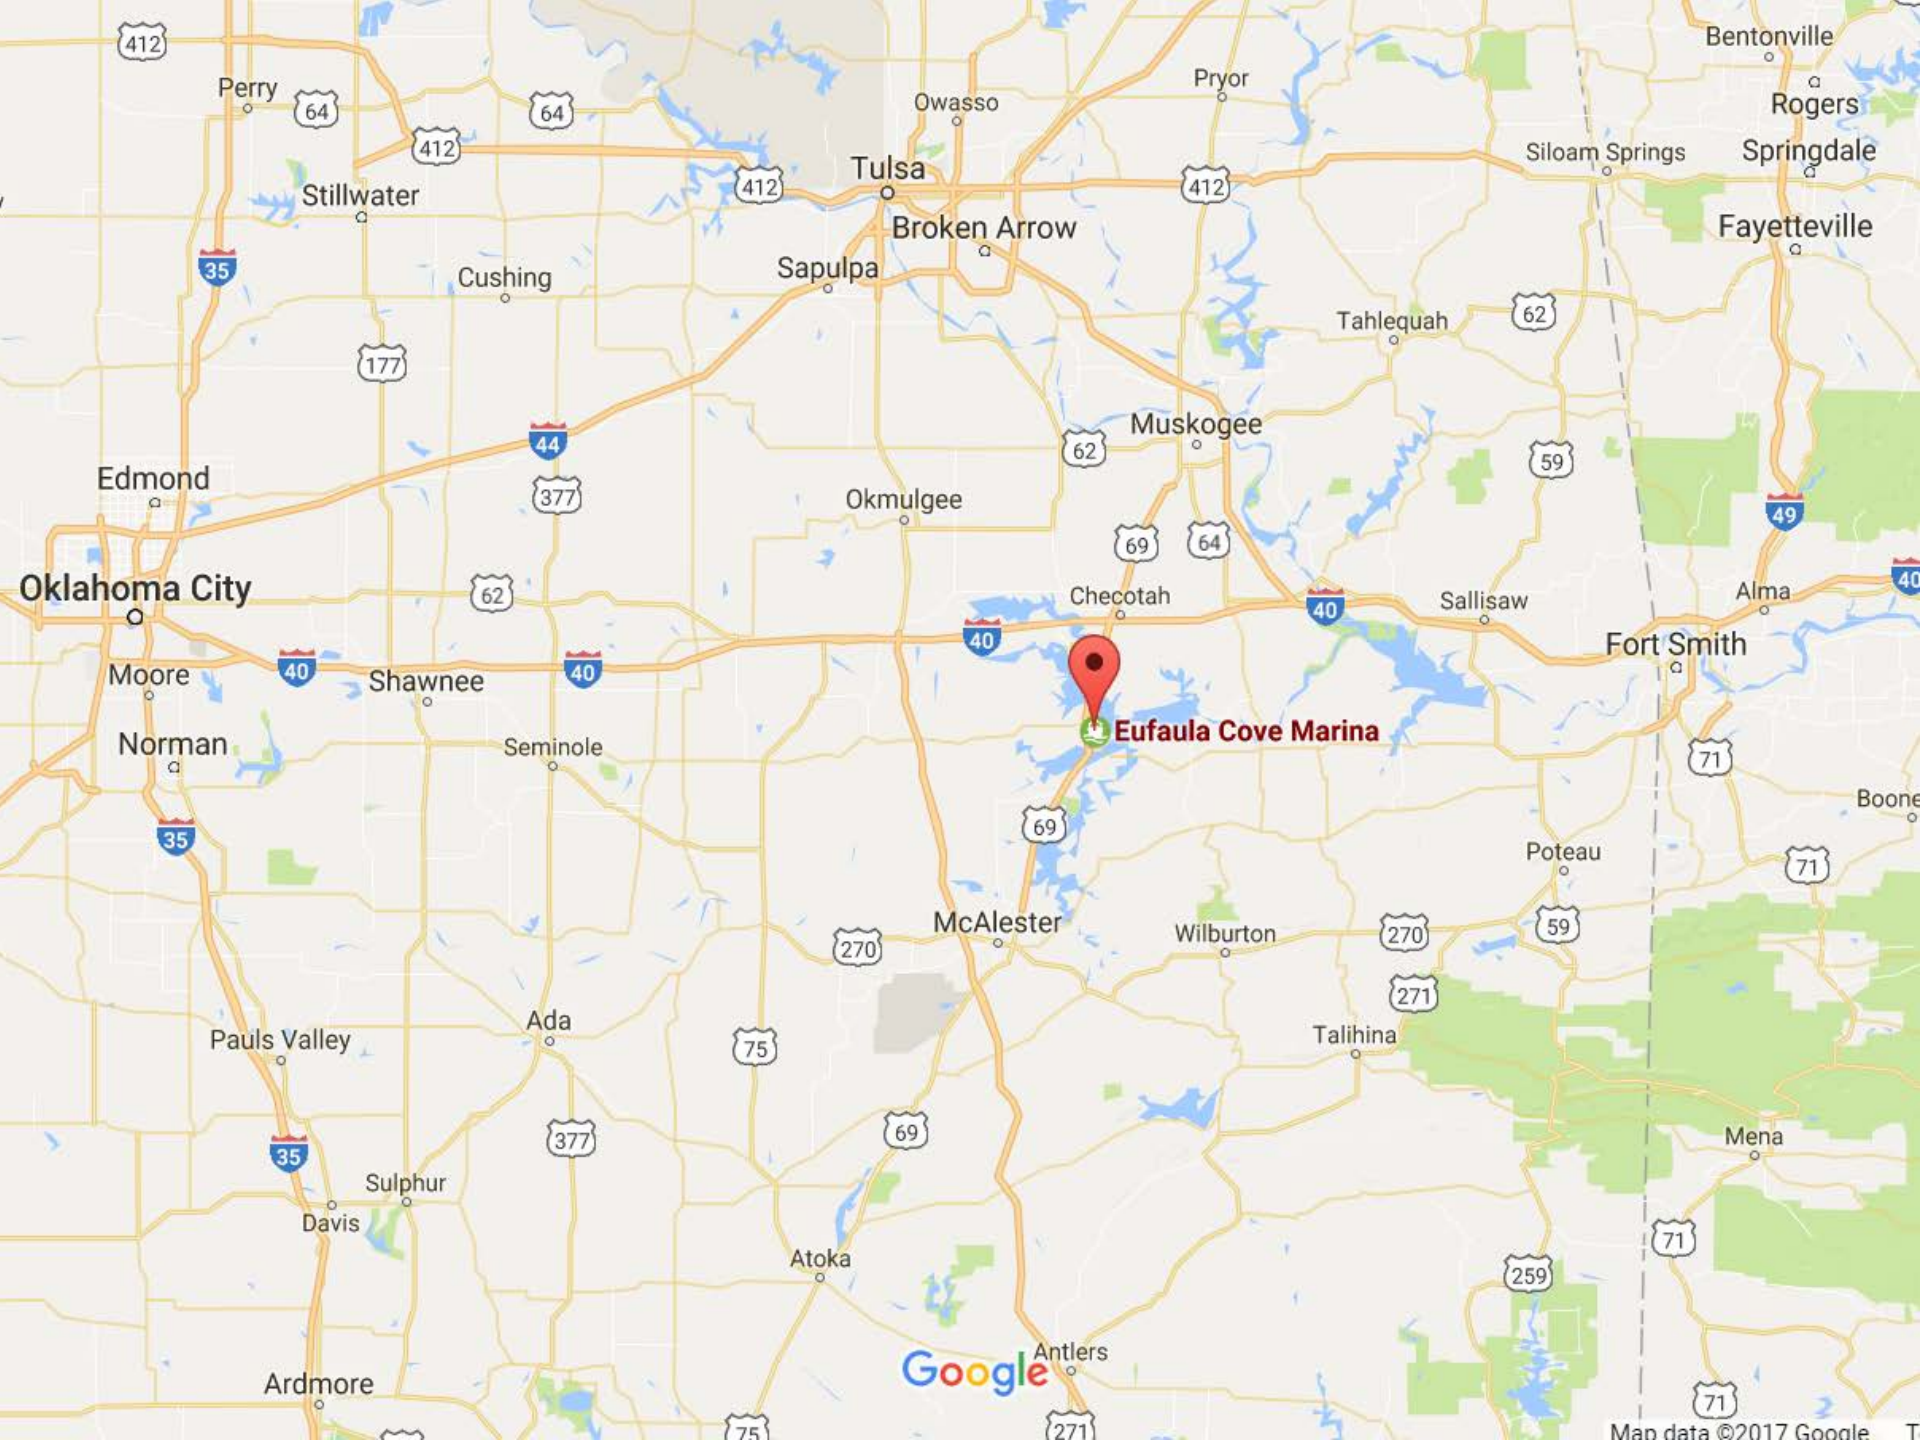 412
Perry
64
64
412
Owasso
Pryor
Bentonville
Rogers
Stillwater
412
Tulsa
412
Siloam Springs
Springdale
Broken Arrow
Fayetteville
35
Cushing
Sapulpa
177
Tahlequah
62
44
Muskogee
62
59
Edmond
377
Okmulgee
49
69
64
Oklahoma City
62
Checotah
40
Sallisaw
Alma
40
40
Fort Smith
Moore
40
Shawnee
40
Norman
Seminole
Eufaula Cove Marina
71
35
69
Boone
Poteau
71
McAlester
270
Wilburton
270
59
271
Pauls Valley
Ada
75
Talihina
35
377
69
Mena
Sulphur
Davis
Atoka
71
259
Ardmore
Google
Antlers
75
271
71
Map data ©2017 Google